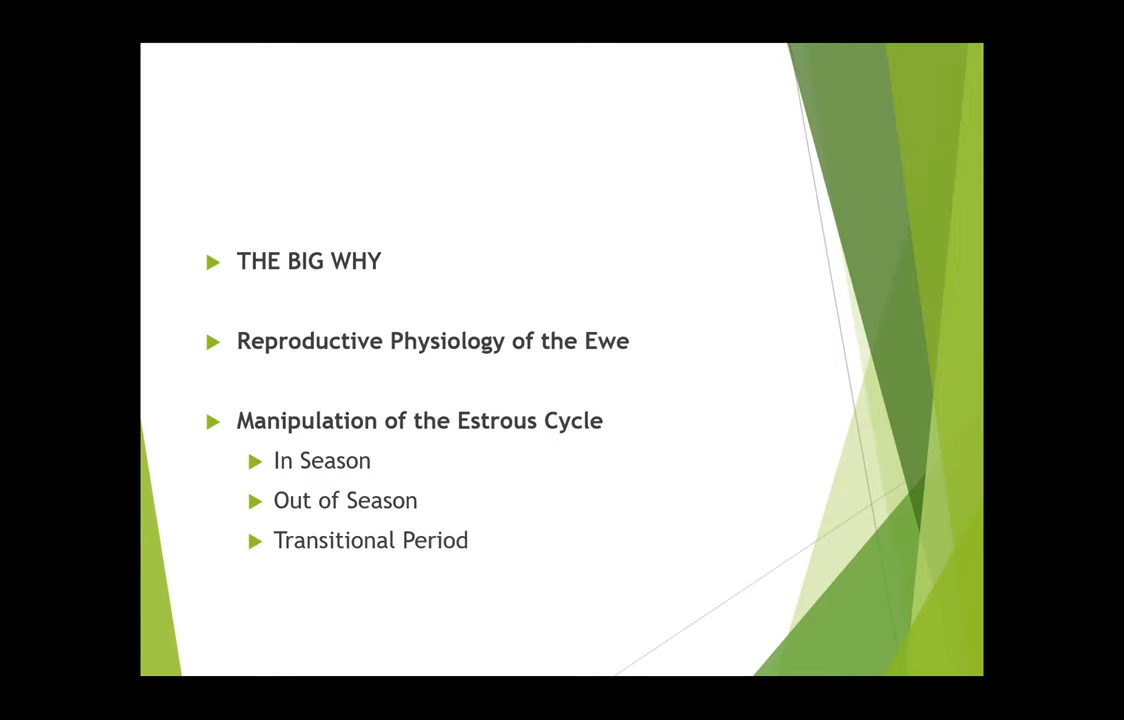 THE BIG WHY
Reproductive Physiology of the Ewe
Manipulation of the Estrous Cycle
In Season
Out of Season
Transitional Period